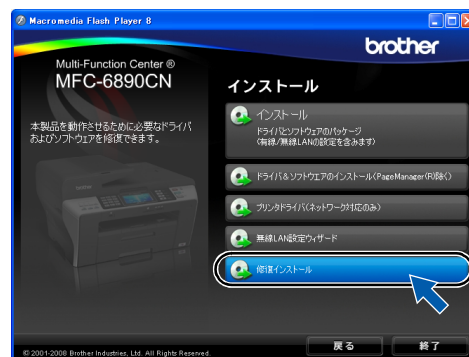 Macromedia Flash Player 8
brother
Multi-Function Center ®
MFC-6890CN
本製品を動作させるために必要なドライバ
およびソフトウェアを修復できます。
インストール
インストール
ドライバとソフトウェアのパッケージ
(有線/無線LANの設定を含みます)
ドライバ&ソフトウエアのインストール(PageManager(R)除く)
プリンタドライバ(ネットワーク対応のみ)
無線LAN設定ウィザード
修復インストール
© 2001-2008 Brother Industries, Ltd. All Rights Reserved.
戻る
終了